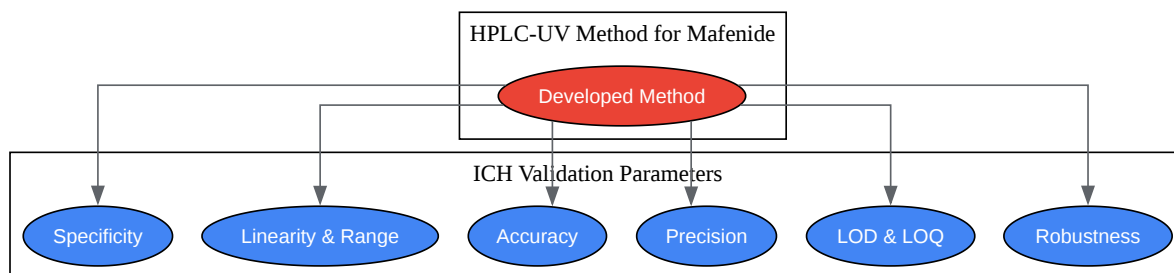 HPLC-UV Method for Mafenide
Developed Method
ICH Validation Parameters
Specificity
Linearity & Range
Accuracy
Precision
LOD & LOQ
Robustness